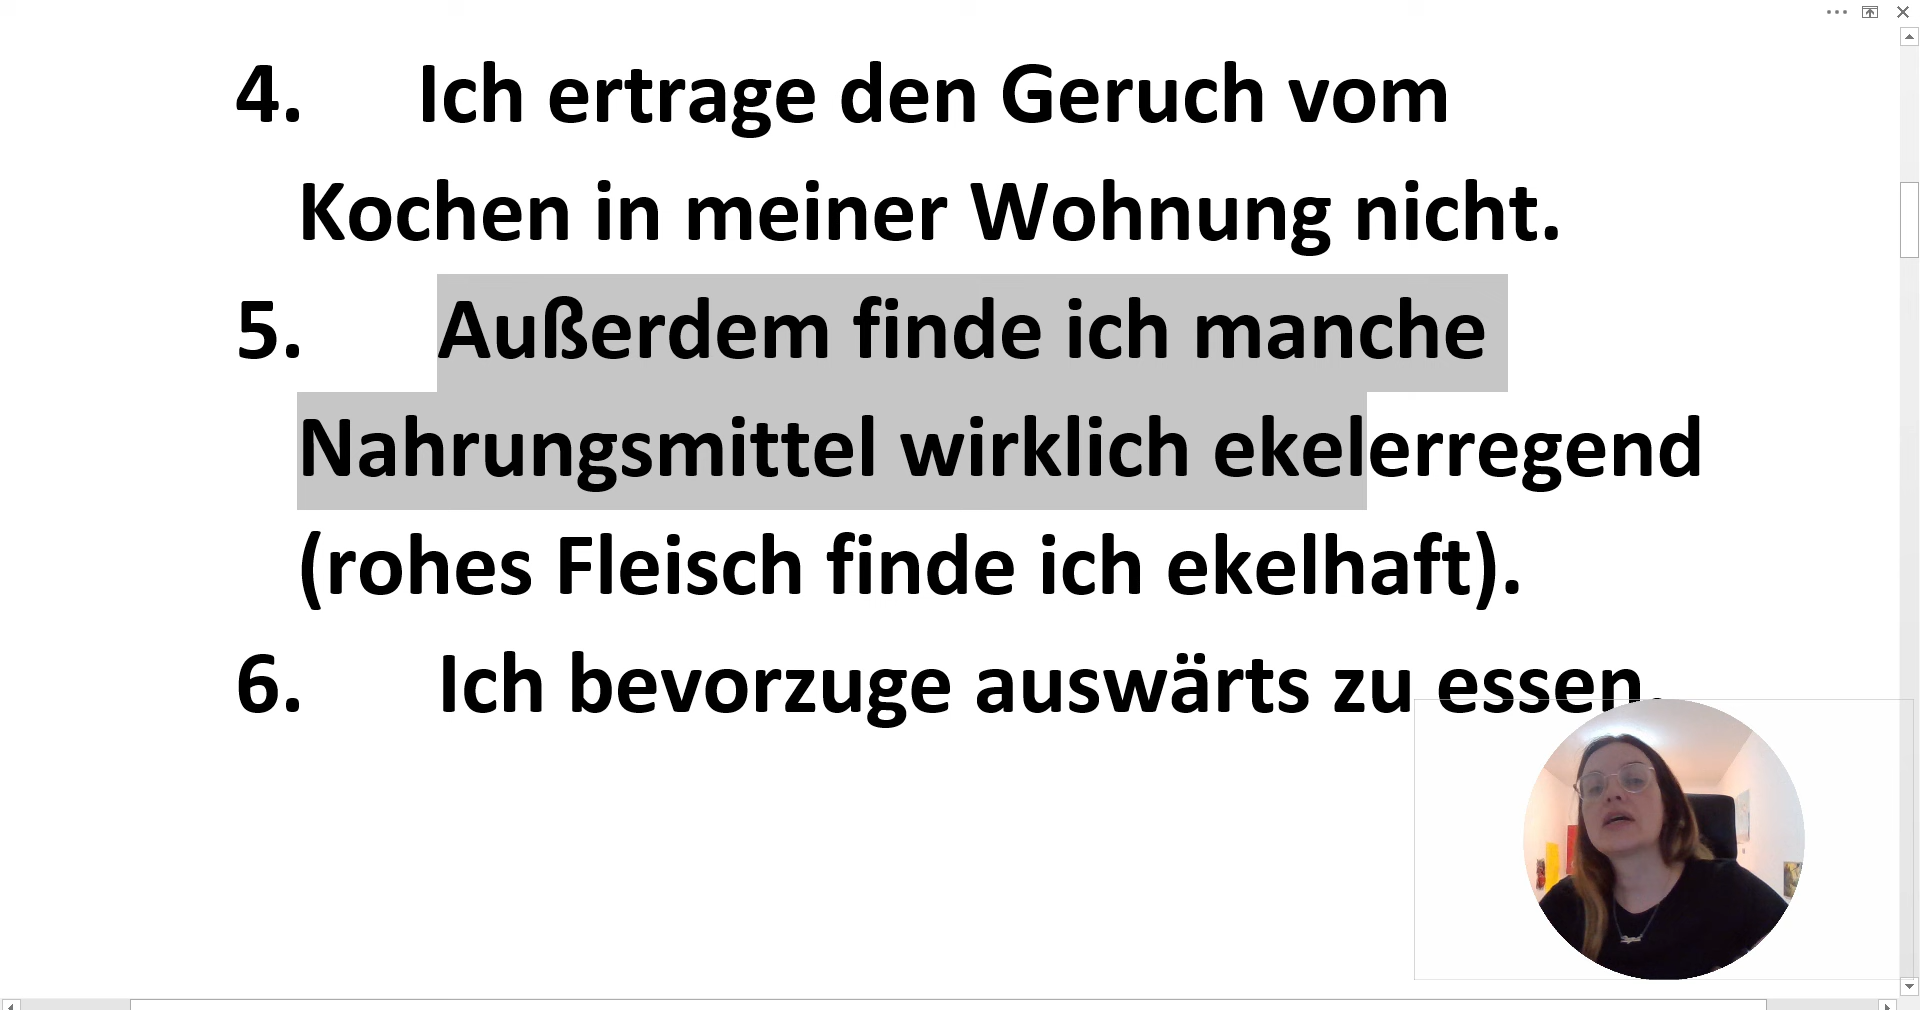 4. Ich ertrage den Geruch vom
Kochen in meiner Wohnung nicht.
5. Außerdem finde ich manche
Nahrungsmittel wirklich ekelerregend
(rohes Fleisch finde ich ekelhaft).
6. Ich bevorzuge auswärts zu essen.